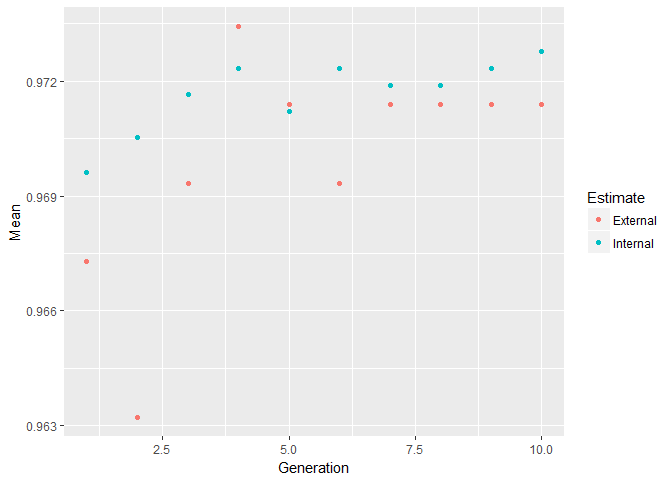 0.972
0.969
0.966
0.963
Mean
2.5 5.0 7.5 10.0
Generation
Estimate
External
Internal